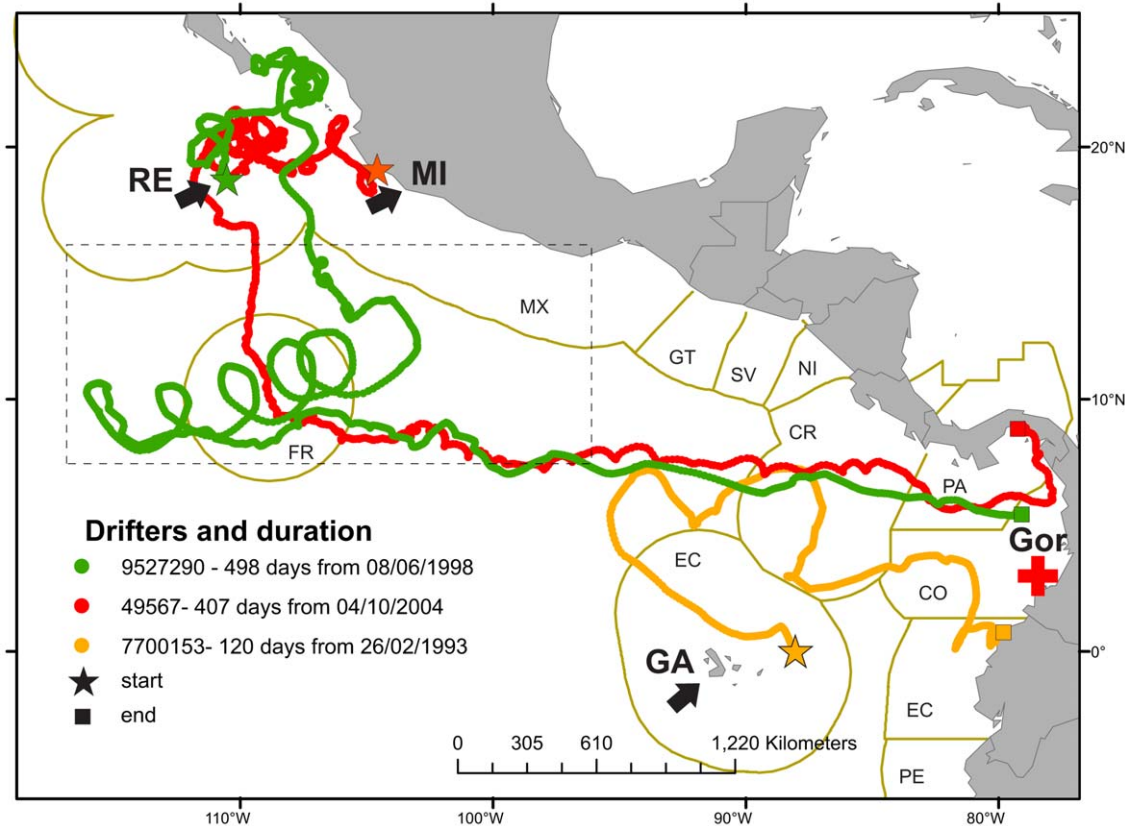 20°N
RE
MI
MX
GT
SV
NI
10°N
CR
FR
PA
Drifters and duration
Gor
9527290 - 498 days from 08/06/1998
EC
49567- 407 days from 04/10/2004
CO
7700153- 120 days from 26/02/1993
GA
0°
start
end
EC
0 305 610 1,220 Kilometers
PE
110°W 100°W 90°W 80°W